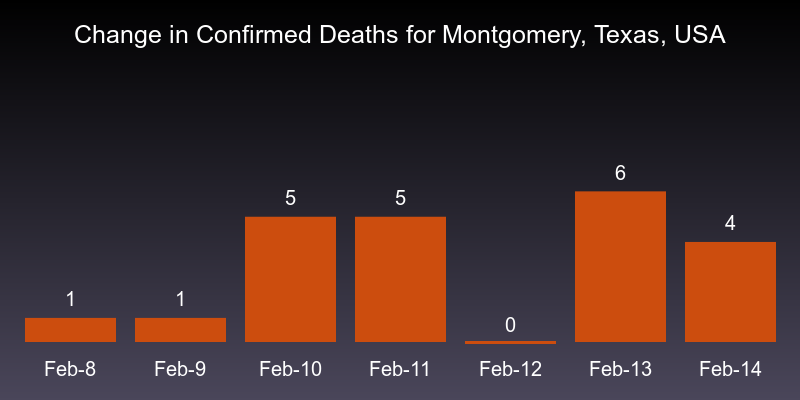 Change in Confirmed Deaths for Montgomery, Texas, USA
1 1 5 5 0 6 4
Feb-8 Feb-9 Feb-10 Feb-11 Feb-12 Feb-13 Feb-14